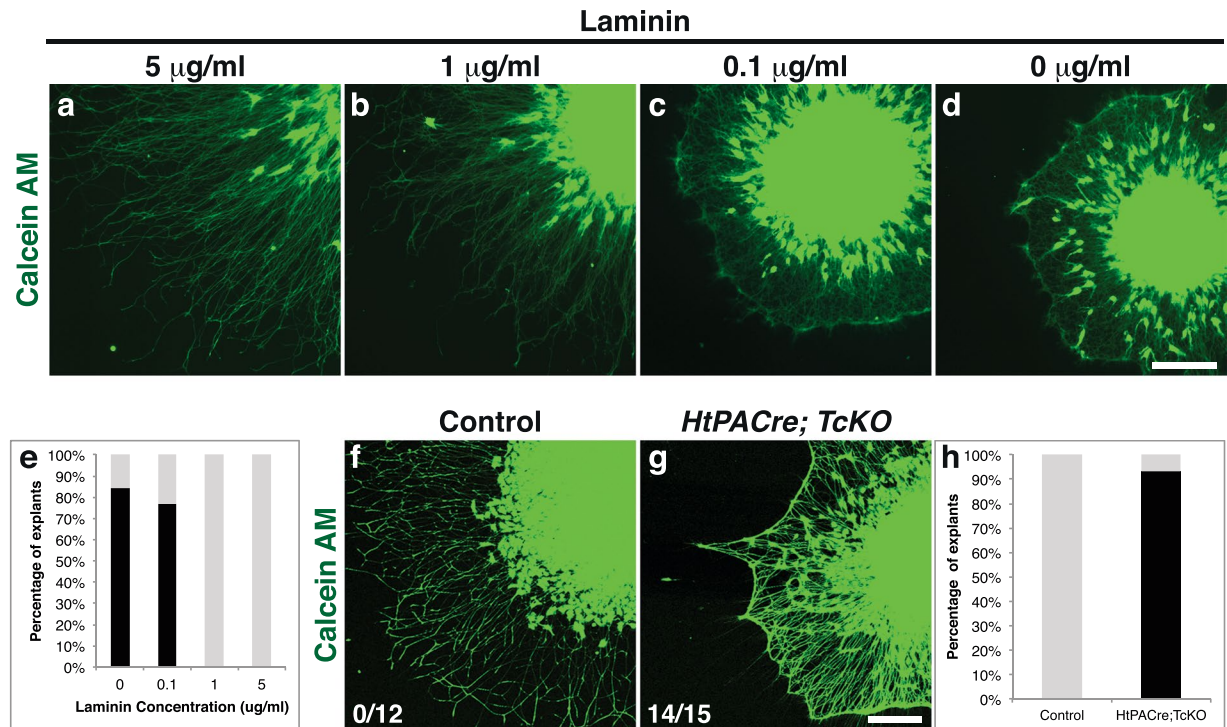 Laminin
5 μg/ml 1 μg/ml 0.1 μg/ml 0 μg/ml
a b c d
Calcein AM
Control HtPACre; TcKO
e f g h
Calcein AM
0/12 14/15
Percentage of explants
100%
90%
80%
70%
60%
50%
40%
30%
20%
10%
0%
0 0.1 1 5
Laminin Concentration (ug/ml)
Percentage of explants
100%
90%
80%
70%
60%
50%
40%
30%
20%
10%
0%
Control HtPACre;TcKO